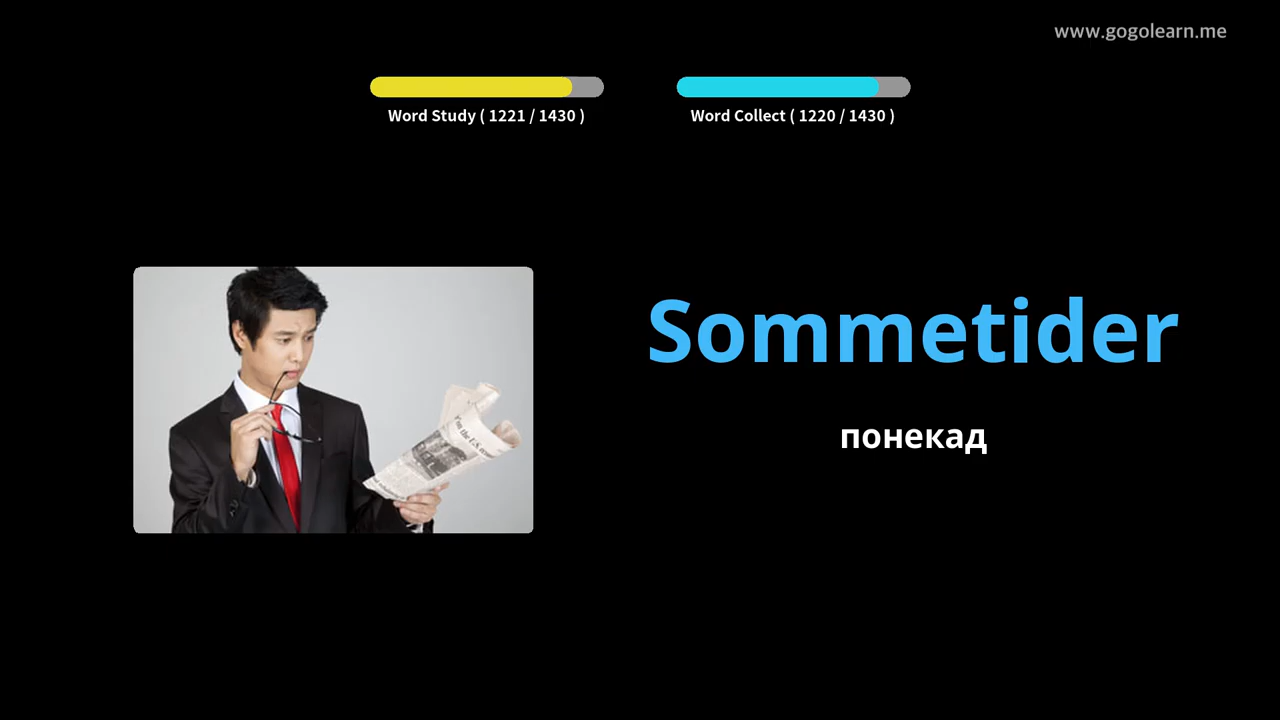 www.gogolearn.me
Word Study ( 1221 / 1430 )
Word Collect ( 1220 / 1430 )
Sommetider
понекад